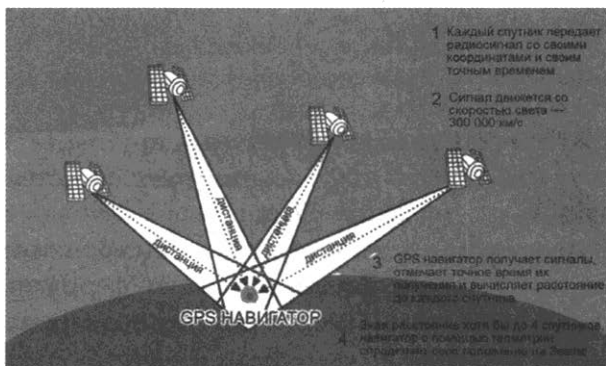 1 Каждый спутник передает
радиосигнал со своими
координатами и своим
точным временем
2 Сигнал движется со
скоростью света —
300 000 км/с
дистанция
дистанция
дистанция
дистанция
3 GPS навигатор получает сигналы,
отмечает точное время их
получения и вычисляет расстояние
до каждого спутника
GPS НАВИГАТОР
4 Зная расстояние хотя бы до 4 спутников,
навигатор с помощью геометрии
определяет свое положение на Земле